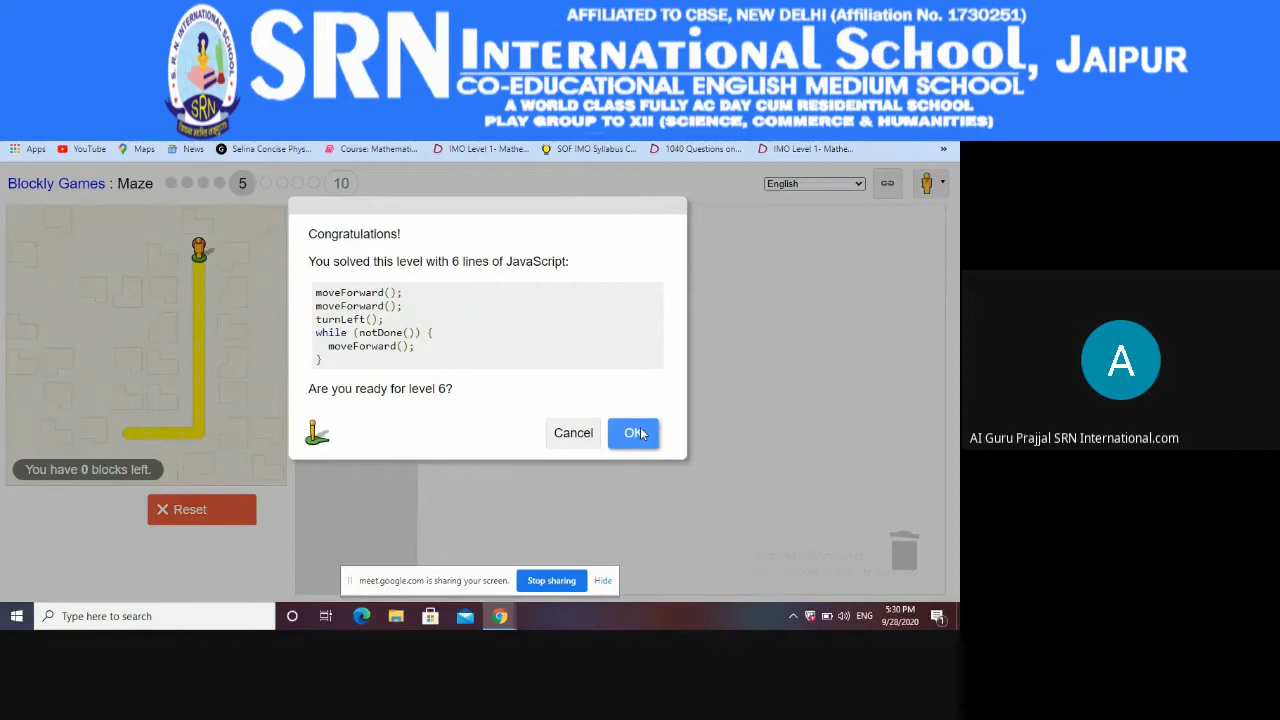 AFFILIATED TO CBSE, NEW DELHI (Affiliation No. 1730251)
SRN INTERNATIONAL SCHOOL, JAIPUR
CO-EDUCATIONAL ENGLISH MEDIUM SCHOOL
A WORLD CLASS FULLY AC DAY CUM RESIDENTIAL SCHOOL
PLAY GROUP TO XII (SCIENCE, COMMERCE & HUMANITIES)
S. R. N. INTERNATIONAL SCHOOL
SRN
Apps YouTube Maps News Selina Concise Phys... Course: Mathemati... IMO Level 1- Mathe... SOF IMO Syllabus C... 1040 Questions on... IMO Level 1- Mathe... »
Blockly Games : Maze 5 10 English
Congratulations!
You solved this level with 6 lines of JavaScript:
moveForward();
moveForward();
turnLeft();
while (notDone()) {
moveForward();
}
Are you ready for level 6?
Cancel OK
You have 0 blocks left.
Reset
A
AI Guru Prajjal SRN International.com
meet.google.com is sharing your screen. Stop sharing Hide
Type here to search
ENG
5:30 PM
9/28/2020
1